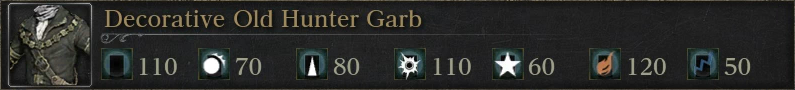 Decorative Old Hunter Garb
110 70 80 110 60 120 50